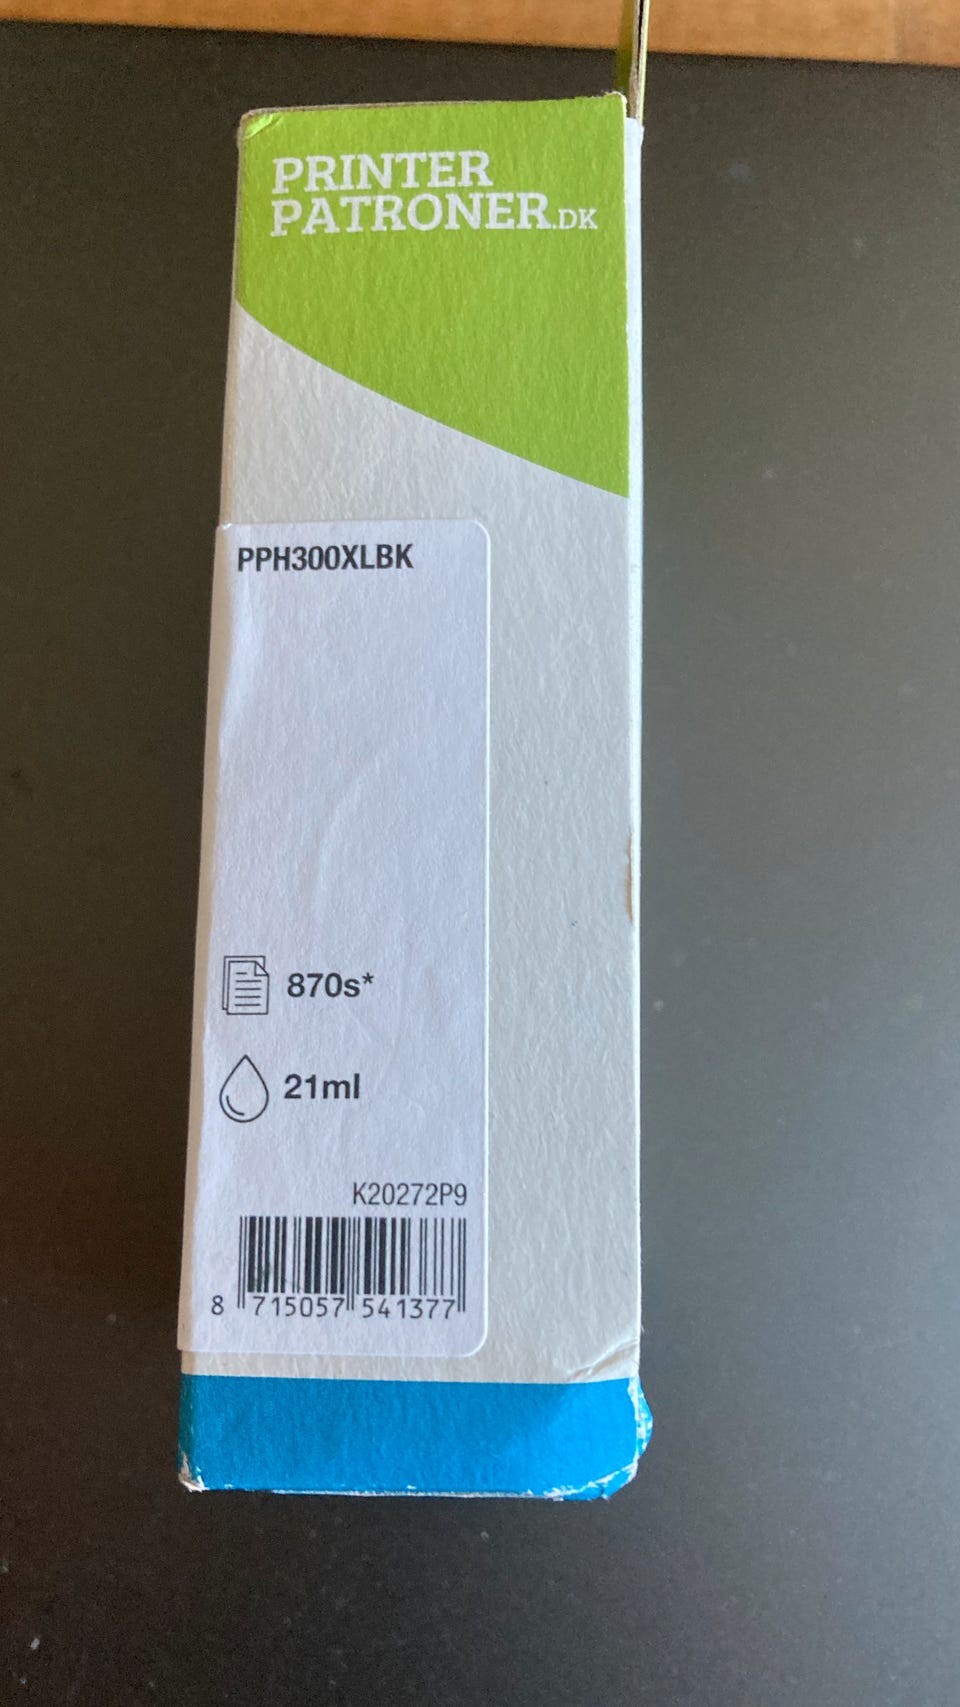 PRINTER
PATRONER.DK
PPH300XLBK
870s*
21ml
K20272P9
8 715057 541377